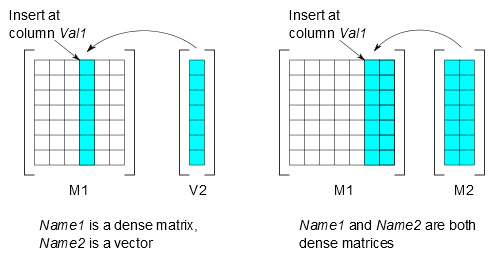 Insert at
column Val1
M1
V2
Name1 is a dense matrix,
Name2 is a vector
Insert at
column Val1
M1
M2
Name1 and Name2 are both
dense matrices